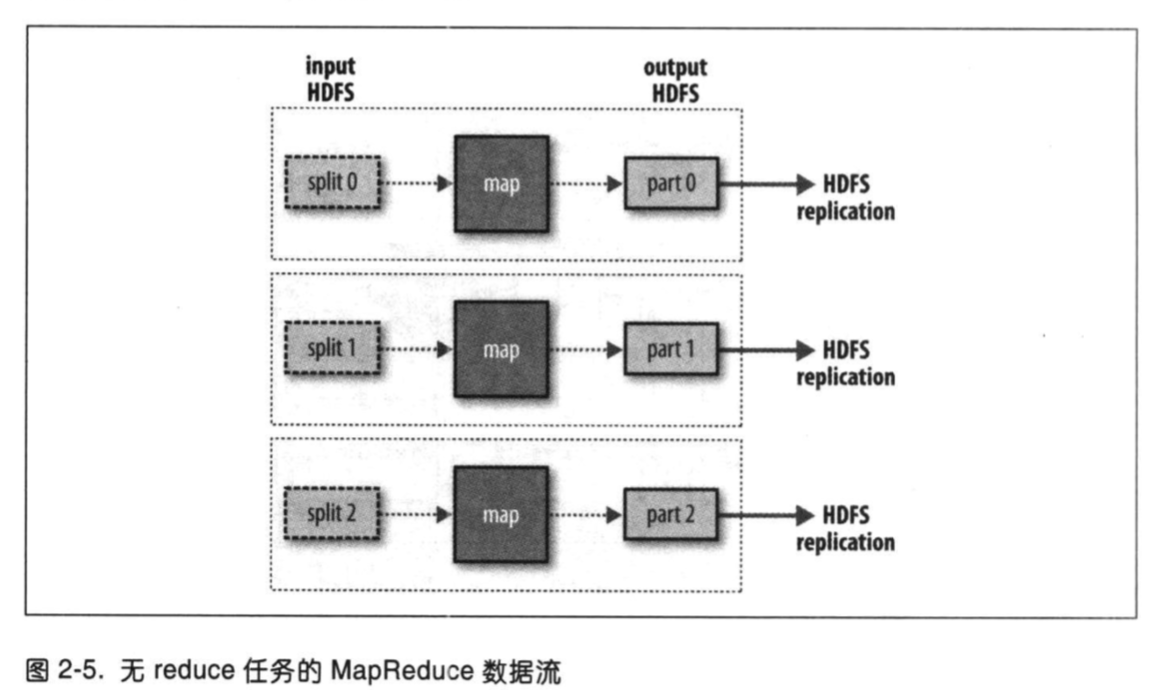 input
HDFS
output
HDFS
split 0
map
part 0
HDFS
replication
split 1
map
part 1
HDFS
replication
split 2
map
part 2
HDFS
replication
图 2-5. 无 reduce 任务的 MapReduce 数据流